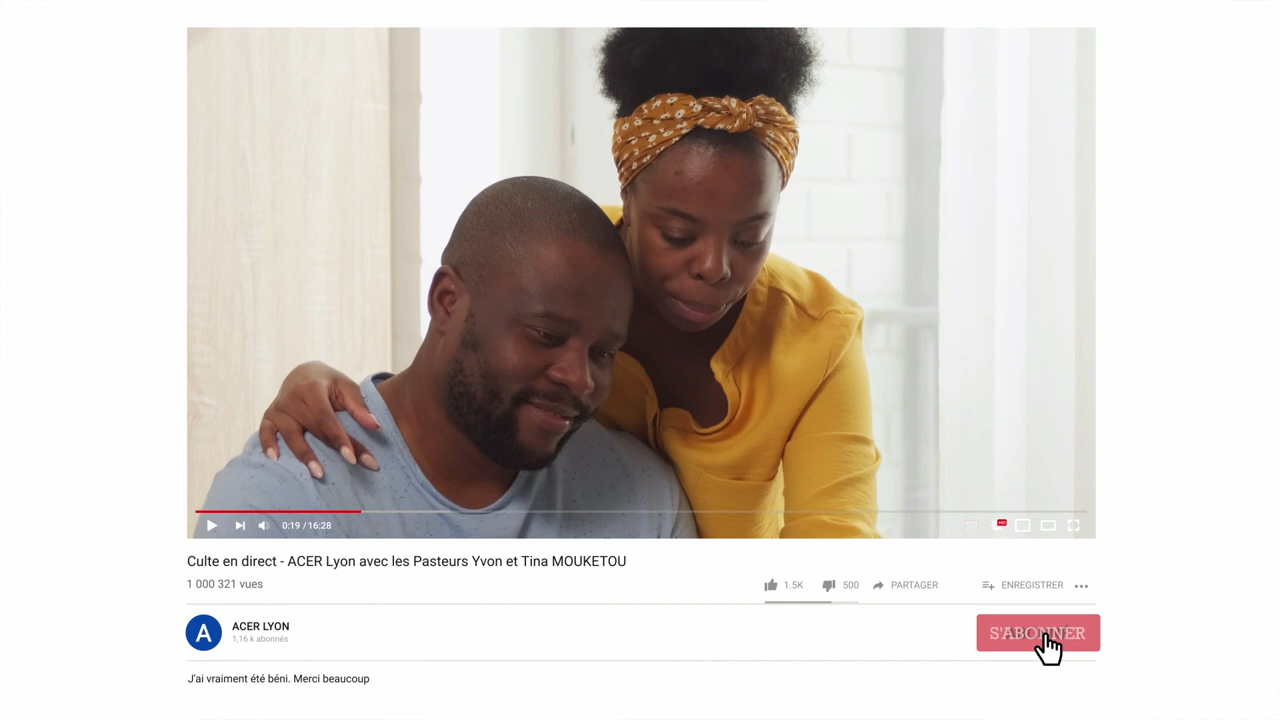 0:19 / 16:28
HD
Culte en direct - ACER Lyon avec les Pasteurs Yvon et Tina MOUKETOU
1 000 321 vues
1.5K
500
PARTAGER
ENREGISTRER
A
ACER LYON
1,16 k abonnés
S'ABONNER
J'ai vraiment été béni. Merci beaucoup